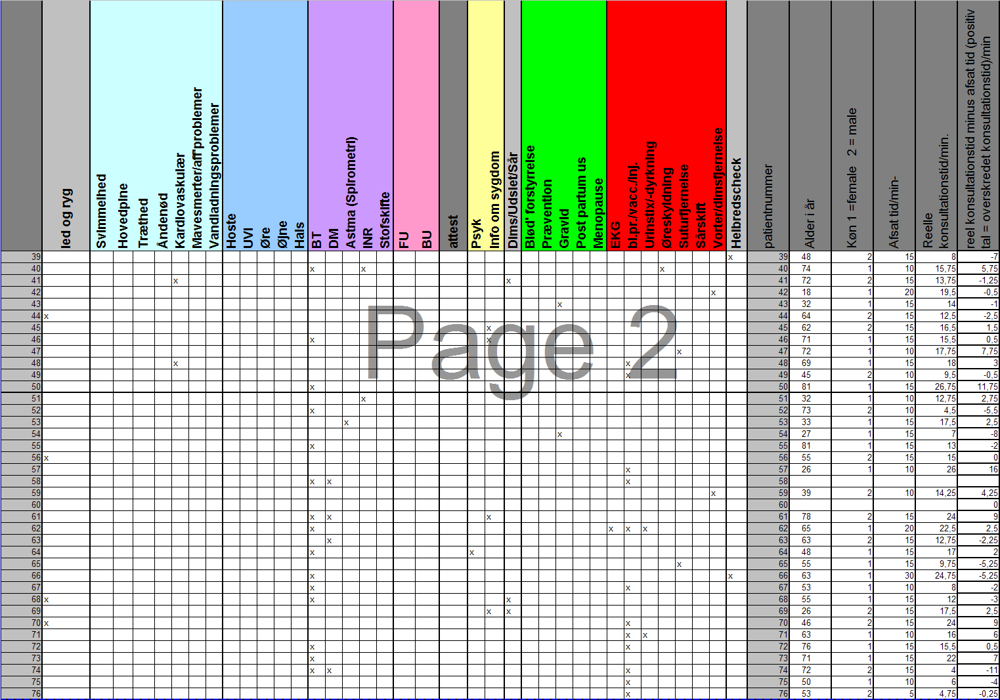 led og ryg
Svimmelhed
Hovedpine
Træthed
Åndenød
Kardiovaskulær
Mavesmerter/aff'problemer
Vandladningsproblemer
Hoste
UVI
Øre
Øjne
Hals
BT
DM
Astma (Spirometri)
INR
Stofskifte
FU
BU
attest
Psyk
Info om sygdom
Dims/Udslet/Sår
Blød' forstyrrelse
Prævention
Gravid
Post partum us
Menopause
EKG
bl.pr./vacc./inj.
Urinstix/-dyrkning
Øreskyldning
Suturfjernelse
Sårskift
Vorter/dimsfjernelse
Helbredscheck
patientnummer
Alder i år
Køn 1 =female 2 = male
Afsat tid/min-
Reelle
konsultationstid/min.
reel konsultationstid minus afsat tid (positiv
tal = overskredet konsultationstid)/min
39 x 39 48 2 15 8 -7
40 x x x 40 74 1 10 15,75 5,75
41 x x 41 72 2 15 13,75 -1,25
42 x 42 18 1 20 19,5 -0,5
43 x 43 32 1 15 14 -1
44 x 44 64 2 15 12,5 -2,5
45 x 45 62 2 15 16,5 1,5
46 x x 46 71 1 15 15,5 0,5
47 x 47 72 1 10 17,75 7,75
48 x x 48 69 1 15 18 3
49 x 49 45 2 10 9,5 -0,5
50 x 50 81 1 15 26,75 11,75
51 x 51 32 1 10 12,75 2,75
52 x 52 73 2 10 4,5 -5,5
53 x 53 33 1 15 17,5 2,5
54 x 54 27 1 15 7 -8
55 x 55 81 1 15 13 -2
56 x 56 55 2 15 15 0
57 x 57 26 1 10 26 16
58 x x x 58
59 x 59 39 2 10 14,25 4,25
60 60 0
61 x x x 61 78 2 15 24 9
62 x x x x 62 65 1 20 22,5 2,5
63 x 63 63 2 15 12,75 -2,25
64 x x 64 48 1 15 17 2
65 x 65 55 1 15 9,75 -5,25
66 x x 66 63 1 30 24,75 -5,25
67 x x 67 53 1 10 8 -2
68 x x x 68 55 1 15 12 -3
69 x x 69 26 2 15 17,5 2,5
70 x x 70 46 2 15 24 9
71 x x 71 63 1 10 16 6
72 x x 72 76 1 15 15,5 0,5
73 x 73 71 1 15 22 7
74 x x x 74 72 2 15 4 -11
75 x 75 50 1 10 6 -4
76 x 76 53 2 5 4,75 -0,25
Page 2